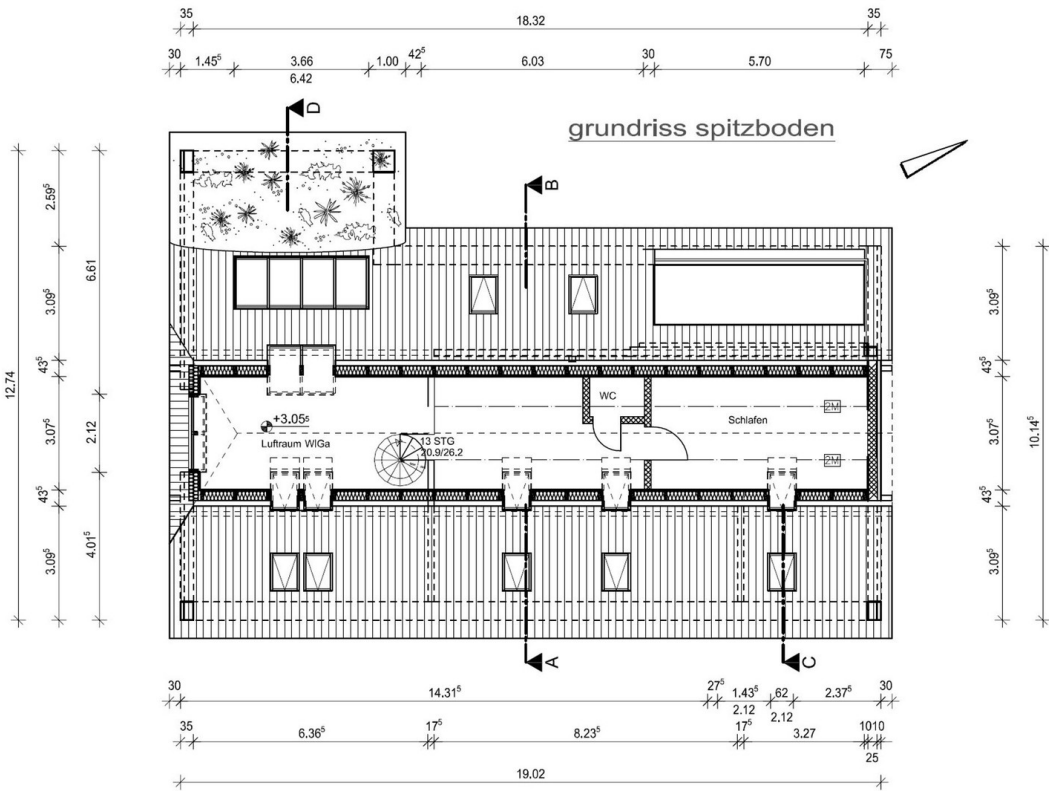 35 18.32 35
30 1.45⁵ 3.66 1.00 42⁵ 6.03 30 5.70 75
6.42
D
grundriss spitzboden
B
12.74
2.59⁵
3.09⁵
43⁵
3.07⁵
43⁵
3.09⁵
6.61
2.12
4.01⁵
WC
+3.05⁵
Luftraum WIGa
13 STG
20.9/26.2
Schlafen
2M
2M
3.09⁵
43⁵
3.07⁵
43⁵
3.09⁵
10.14⁵
A
C
30 14.31⁵ 27⁵ 1.43⁵ 62 2.37⁵ 30
2.12 2.12
35 6.36⁵ 17⁵ 8.23⁵ 17⁵ 3.27 1010
25
19.02